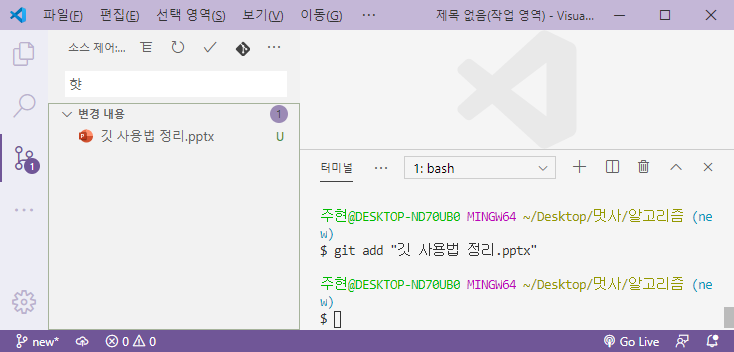 파일(F) 편집(E) 선택 영역(S) 보기(V) 이동(G) ··· 제목 없음(작업 영역) - Visua...
소스 제어:...
햣
변경 내용 1
깃 사용법 정리.pptx U
1
터미널 ··· 1: bash
주현@DESKTOP-ND70UB0 MINGW64 ~/Desktop/멋사/알고리즘 (ne
w)
$ git add "깃 사용법 정리.pptx"
주현@DESKTOP-ND70UB0 MINGW64 ~/Desktop/멋사/알고리즘 (ne
w)
$
new* 0 0 Go Live